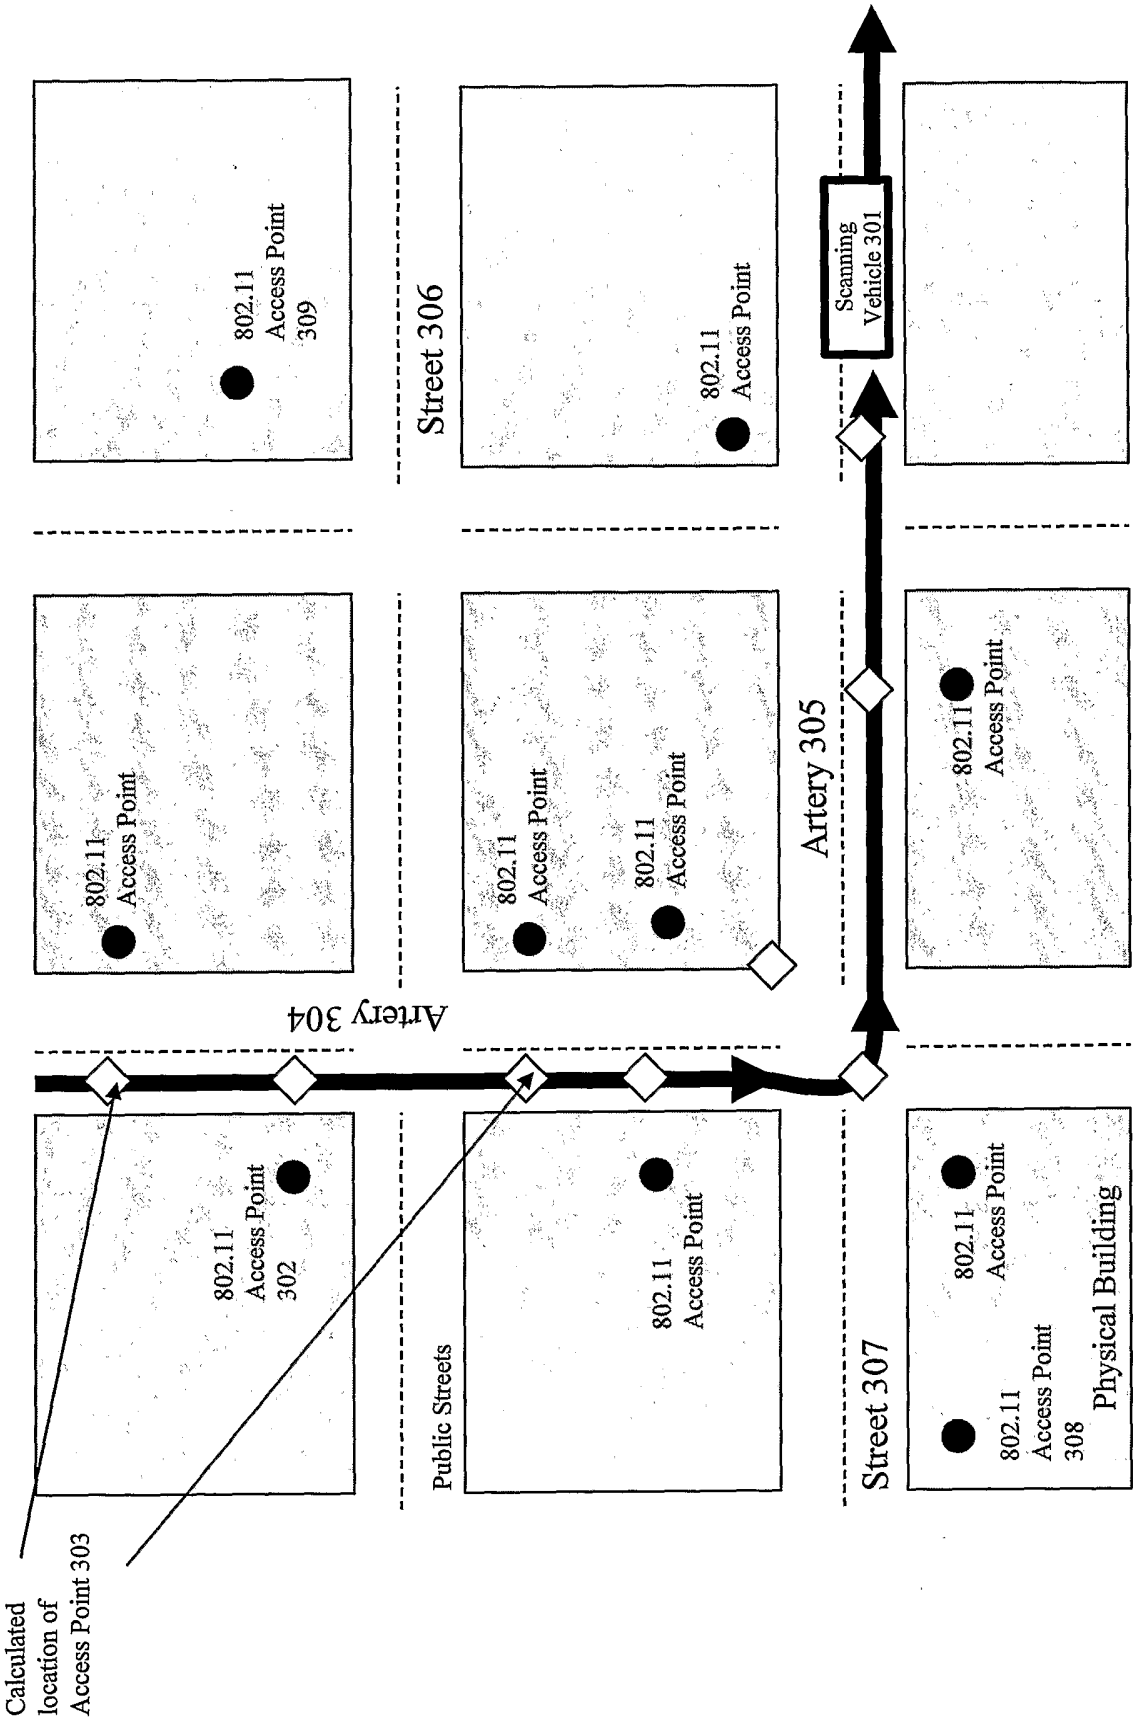 Calculated
location of
Access Point 303
802.11
Access Point
302
802.11
Access Point
802.11
Access Point
309
Artery 304
Street 306
Public Streets
802.11
Access Point
802.11
Access Point
802.11
Access Point
802.11
Access Point
Artery 305
Street 307
Scanning
Vehicle 301
802.11
Access Point
308
802.11
Access Point
Physical Building
802.11
Access Point